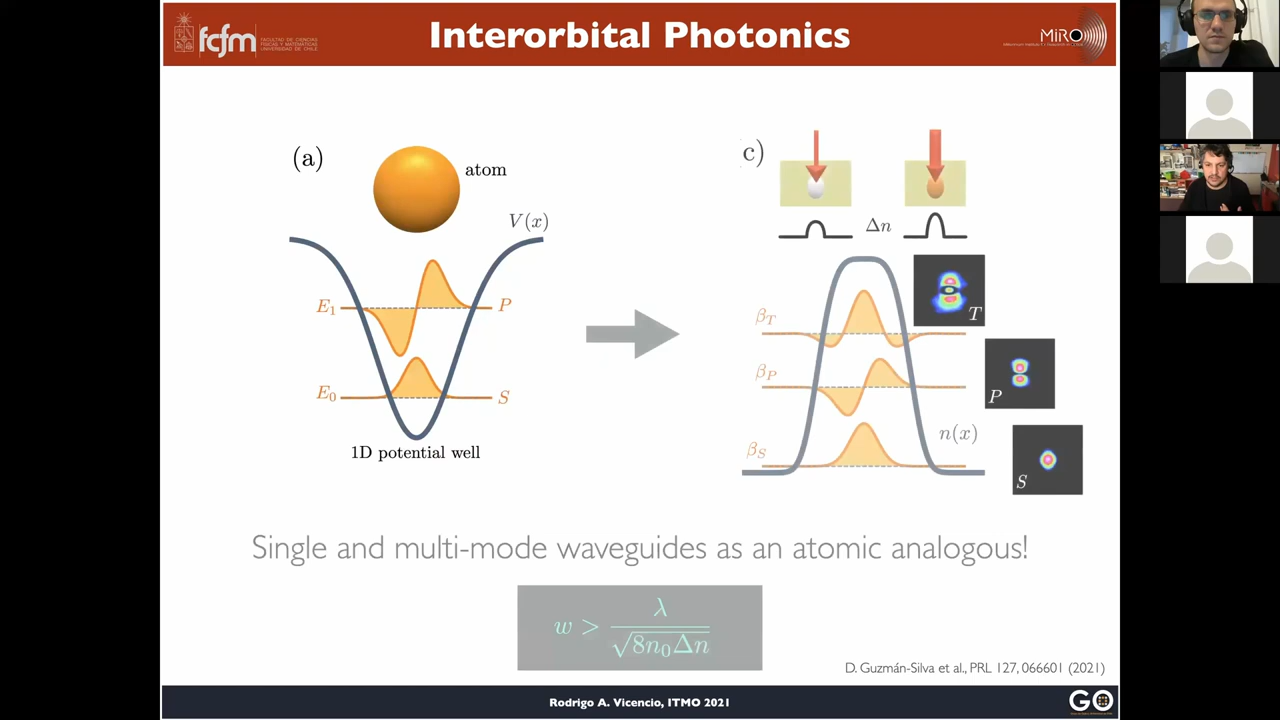 fcfm
FACULTAD DE CIENCIAS
FÍSICAS Y MATEMÁTICAS
UNIVERSIDAD DE CHILE
Interorbital Photonics
MiRO
(a)
atom
V(x)
E₁
P
E₀
S
1D potential well
c)
Δn
β_T
T
β_P
P
n(x)
β_S
S
Single and multi-mode waveguides as an atomic analogous!
w > λ / √(8n₀Δn)
D. Guzmán-Silva et al., PRL 127, 066601 (2021)
Rodrigo A. Vicencio, ITMO 2021
GO